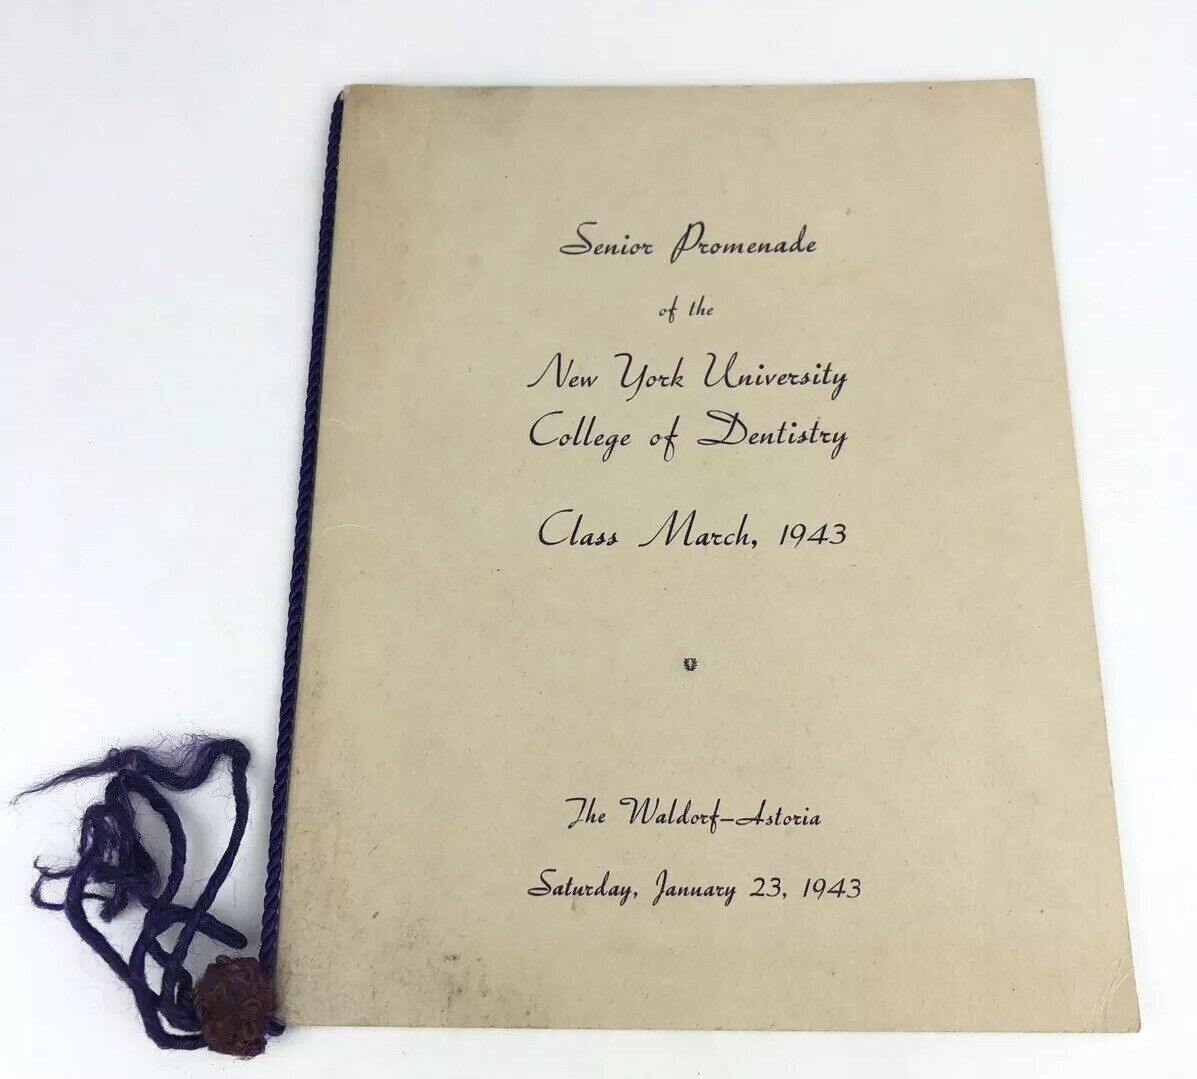 Senior Promenade
of the
New York University
College of Dentistry
Class March, 1943
The Waldorf-Astoria
Saturday, January 23, 1943